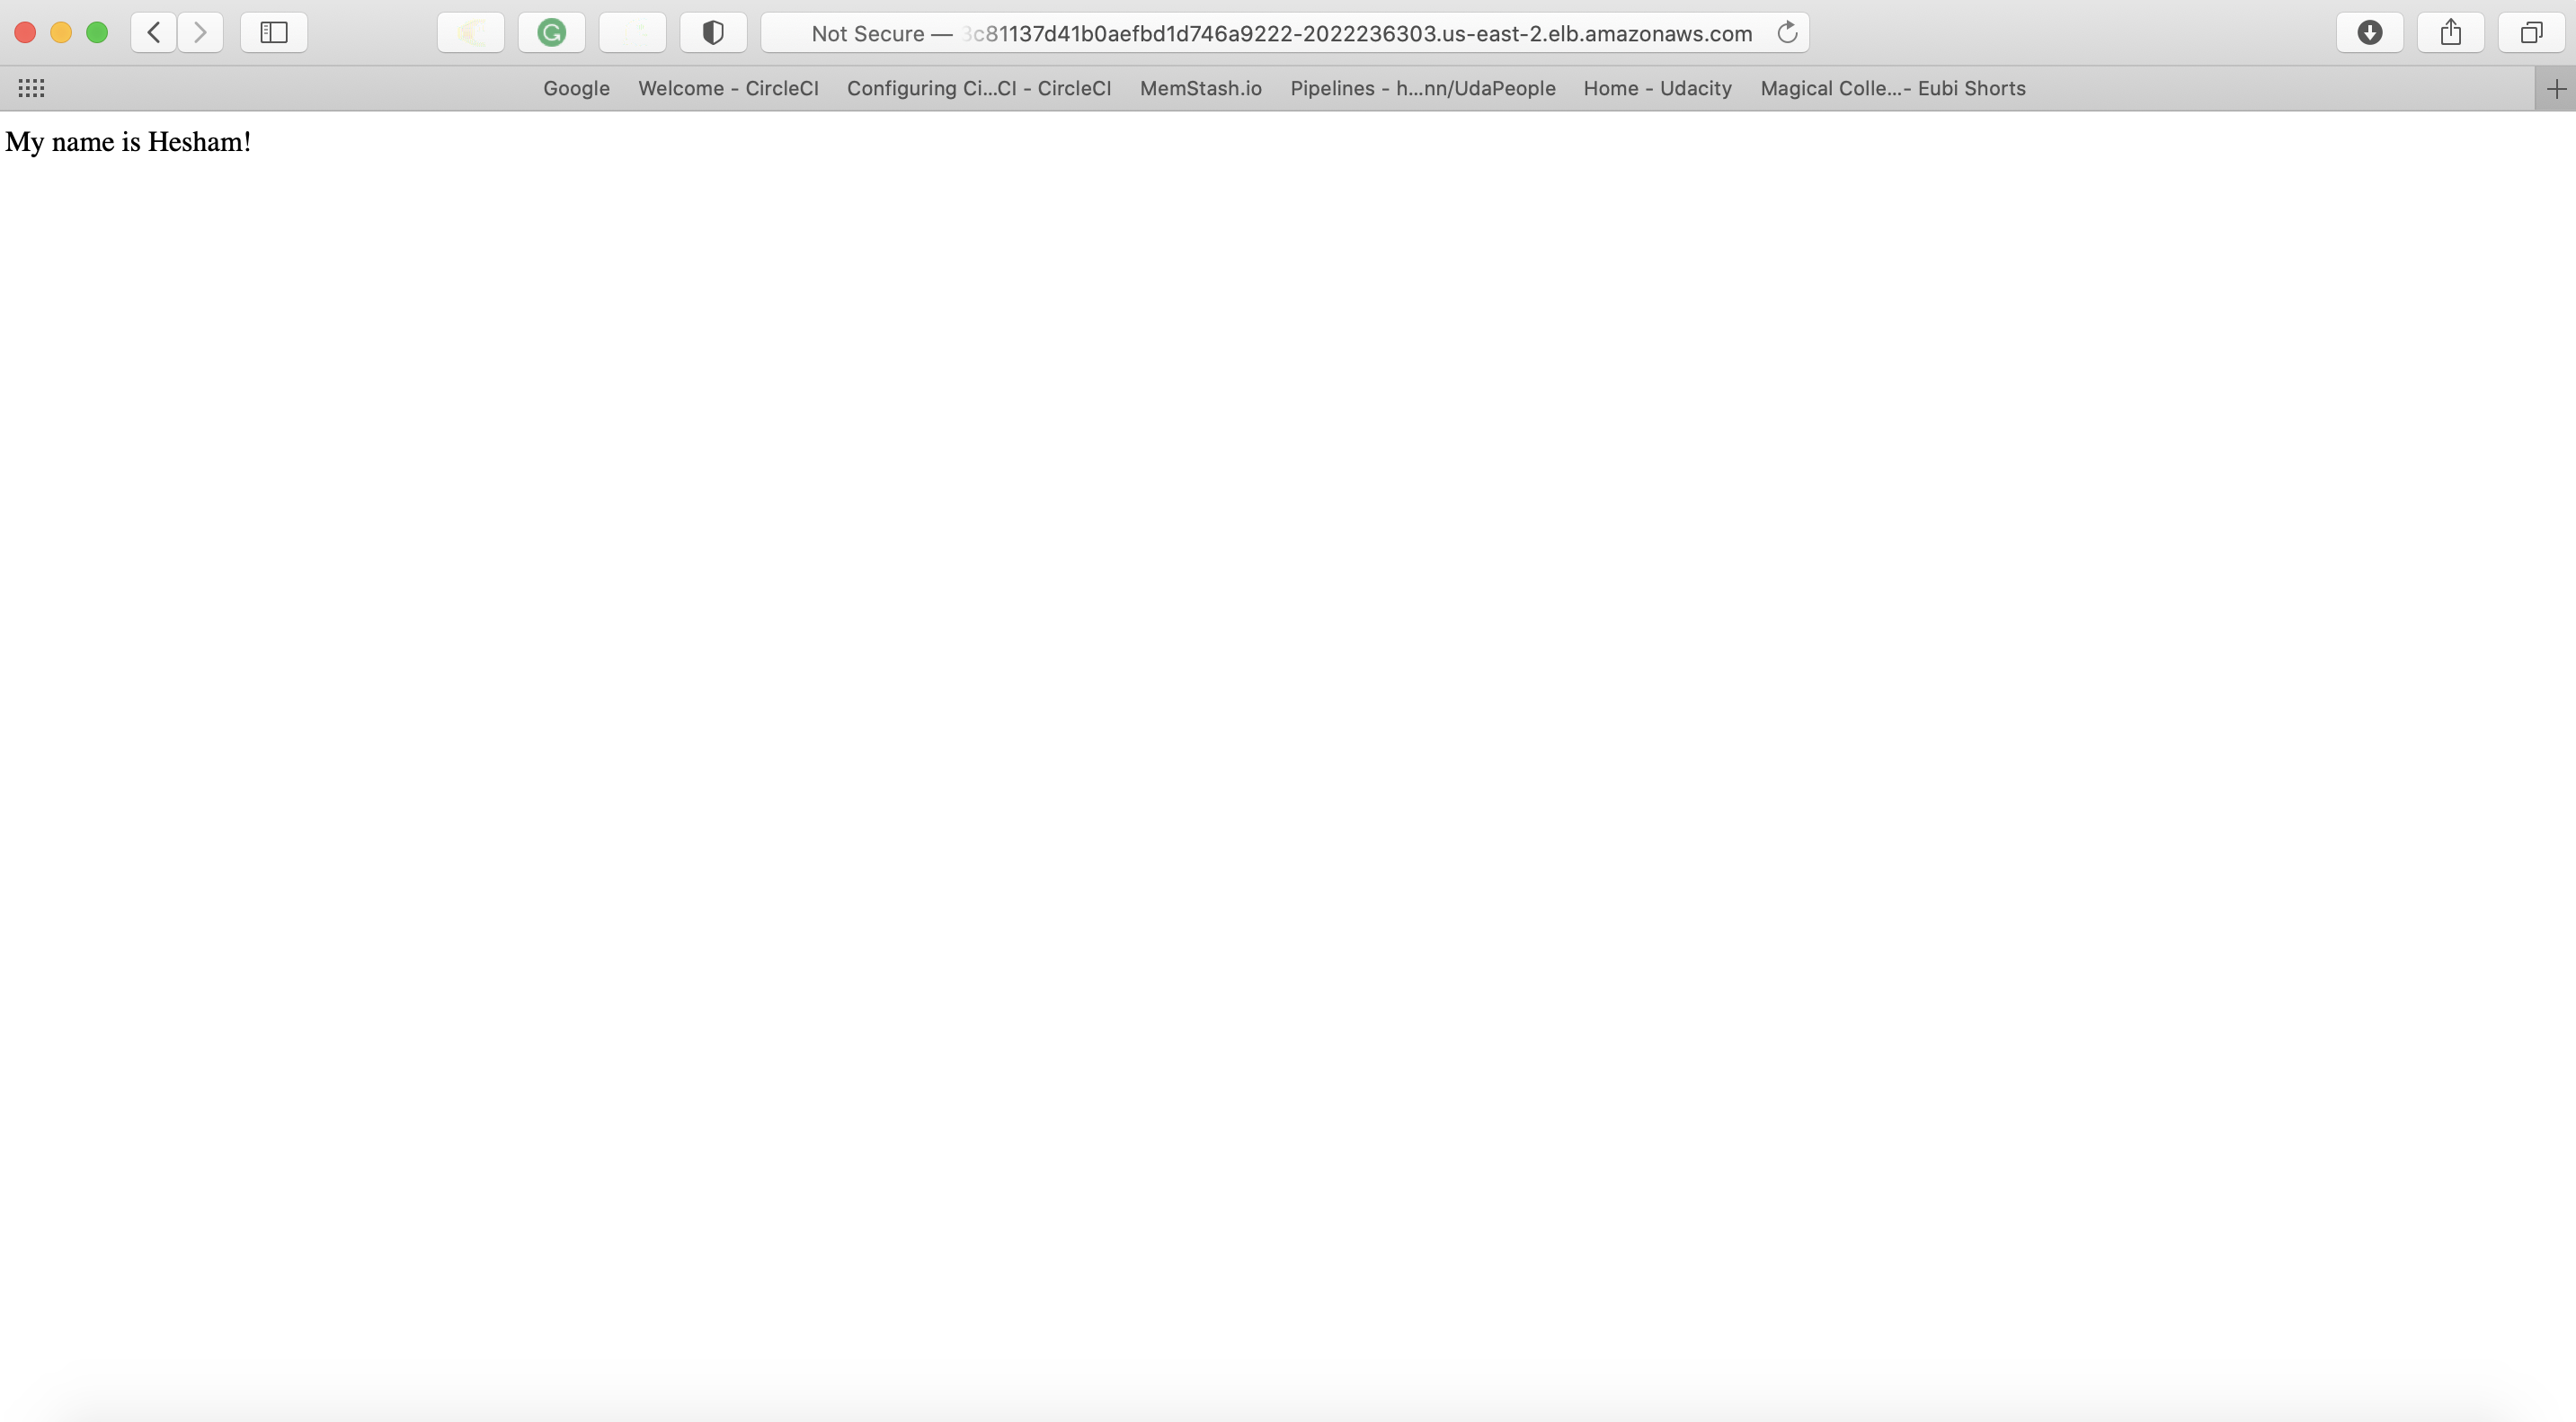 Not Secure — 3c81137d41b0aefbd1d746a9222-2022236303.us-east-2.elb.amazonaws.com
Google Welcome - CircleCI Configuring Ci...CI - CircleCI MemStash.io Pipelines - h...nn/UdaPeople Home - Udacity Magical Colle...- Eubi Shorts
My name is Hesham!